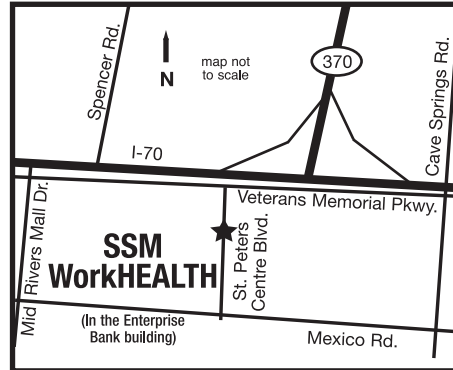 Spencer Rd.
N
map not
to scale
370
Cave Springs Rd.
I-70
Veterans Memorial Pkwy.
Mid Rivers Mall Dr.
SSM
WorkHEALTH
St. Peters
Centre Blvd.
(In the Enterprise
Bank building)
Mexico Rd.